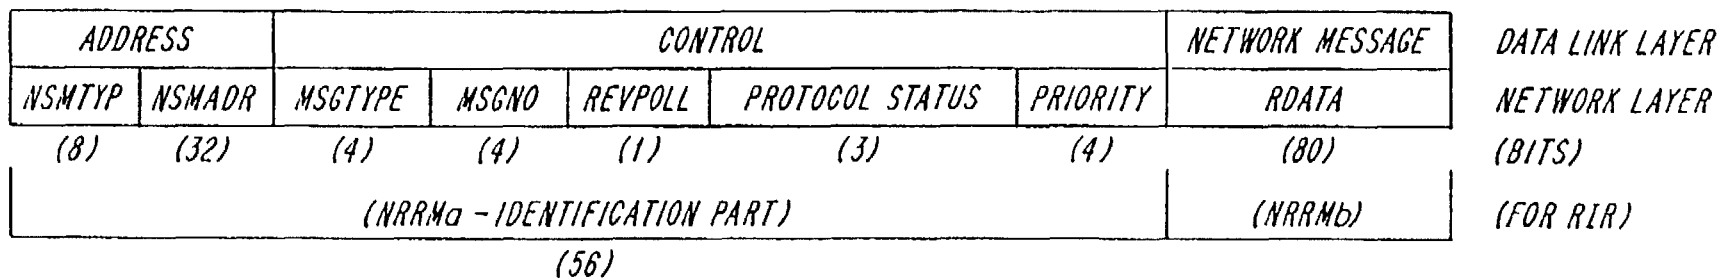 ADDRESS CONTROL NETWORK MESSAGE DATA LINK LAYER
NSMTYP NSMADR MSGTYPE MSGNO REVPOLL PROTOCOL STATUS PRIORITY RDATA NETWORK LAYER
(8) (32) (4) (4) (1) (3) (4) (80) (BITS)
(NRRMa - IDENTIFICATION PART) (NRRMb) (FOR RIR)
(56)